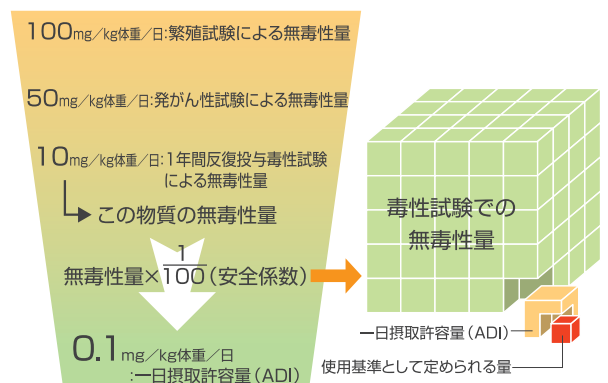 100mg／kg体重／日:繁殖試験による無毒性量
50mg／kg体重／日:発がん性試験による無毒性量
10mg／kg体重／日:1年間反復投与毒性試験
による無毒性量
この物質の無毒性量
無毒性量×1/100(安全係数)
0.1mg／kg体重／日
:一日摂取許容量(ADI)
毒性試験での
無毒性量
一日摂取許容量(ADI)
使用基準として定められる量